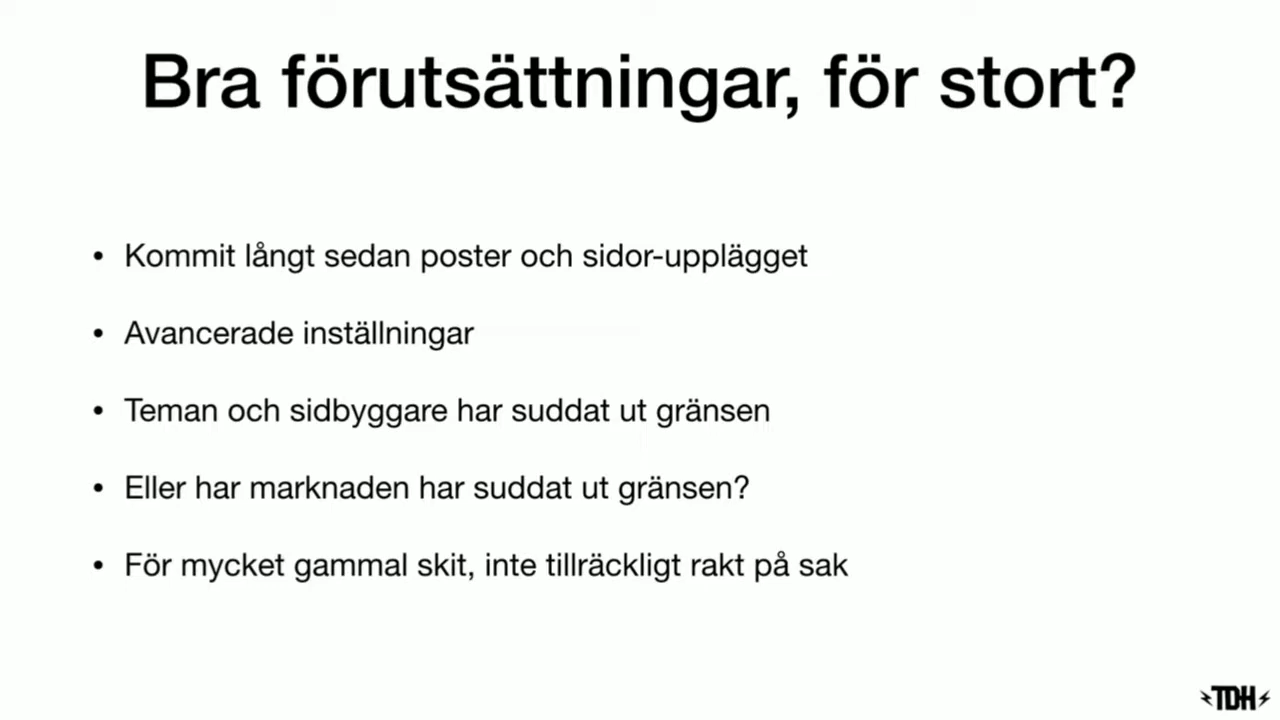 Bra förutsättningar, för stort?
• Kommit långt sedan poster och sidor-upplägget
• Avancerade inställningar
• Teman och sidbyggare har suddat ut gränsen
• Eller har marknaden har suddat ut gränsen?
• För mycket gammal skit, inte tillräckligt rakt på sak
TDH